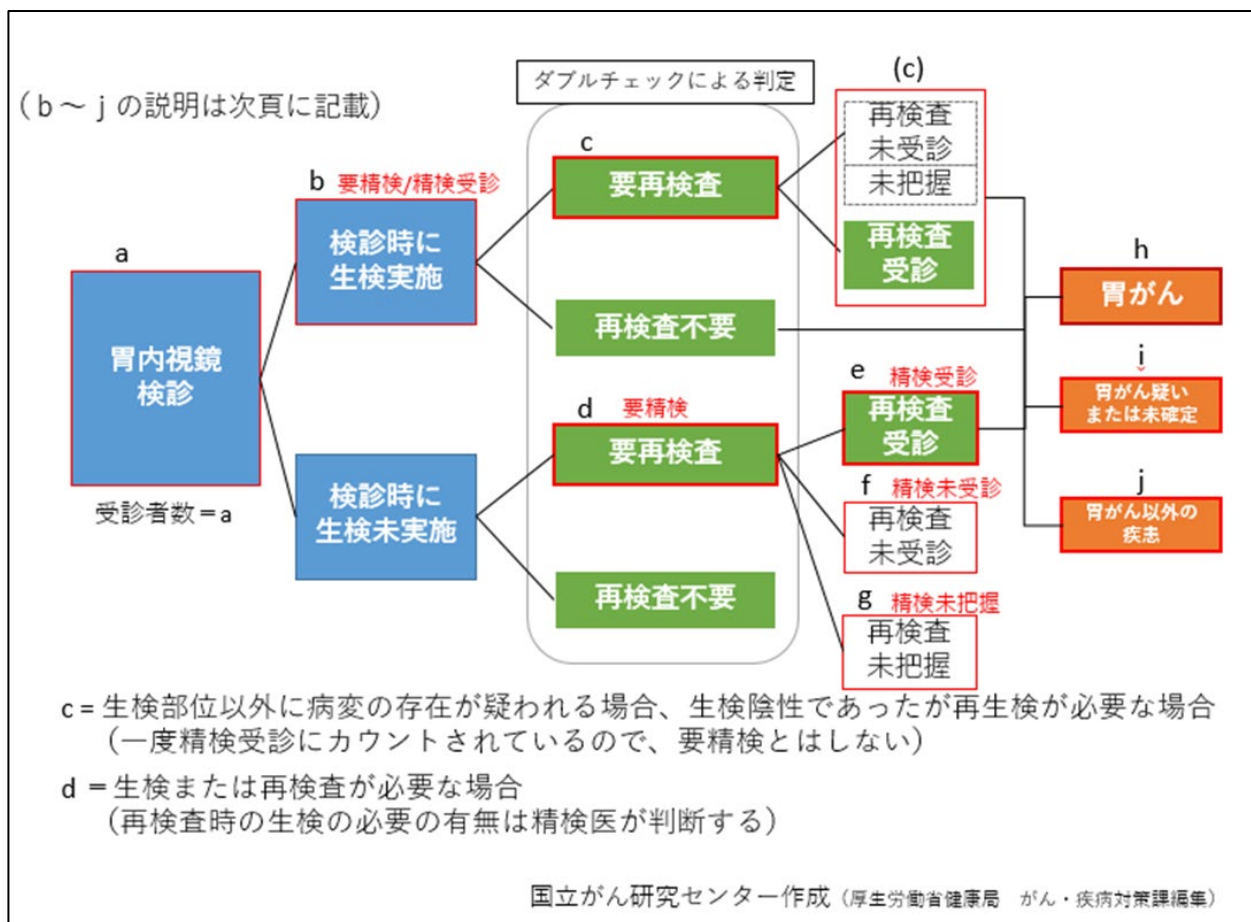 ダブルチェックによる判定
(c)
（b～jの説明は次頁に記載）
再検査
未受診
未把握
c
要再検査
b
要精検/精検受診
検診時に
生検実施
再検査
受診
a
h
胃がん
再検査不要
胃内視鏡
検診
i
胃がん疑い
または未確定
e
精検受診
再検査
受診
d
要精検
要再検査
検診時に
生検未実施
f
精検未受診
再検査
未受診
j
胃がん以外の
疾患
受診者数＝a
再検査不要
g
精検未把握
再検査
未把握
c = 生検部位以外に病変の存在が疑われる場合、生検陰性であったが再生検が必要な場合
（一度精検受診にカウントされているので、要精検とはしない）
d ＝生検または再検査が必要な場合
（再検査時の生検の必要の有無は精検医が判断する）
国立がん研究センター作成（厚生労働省健康局　がん・疾病対策課編集）